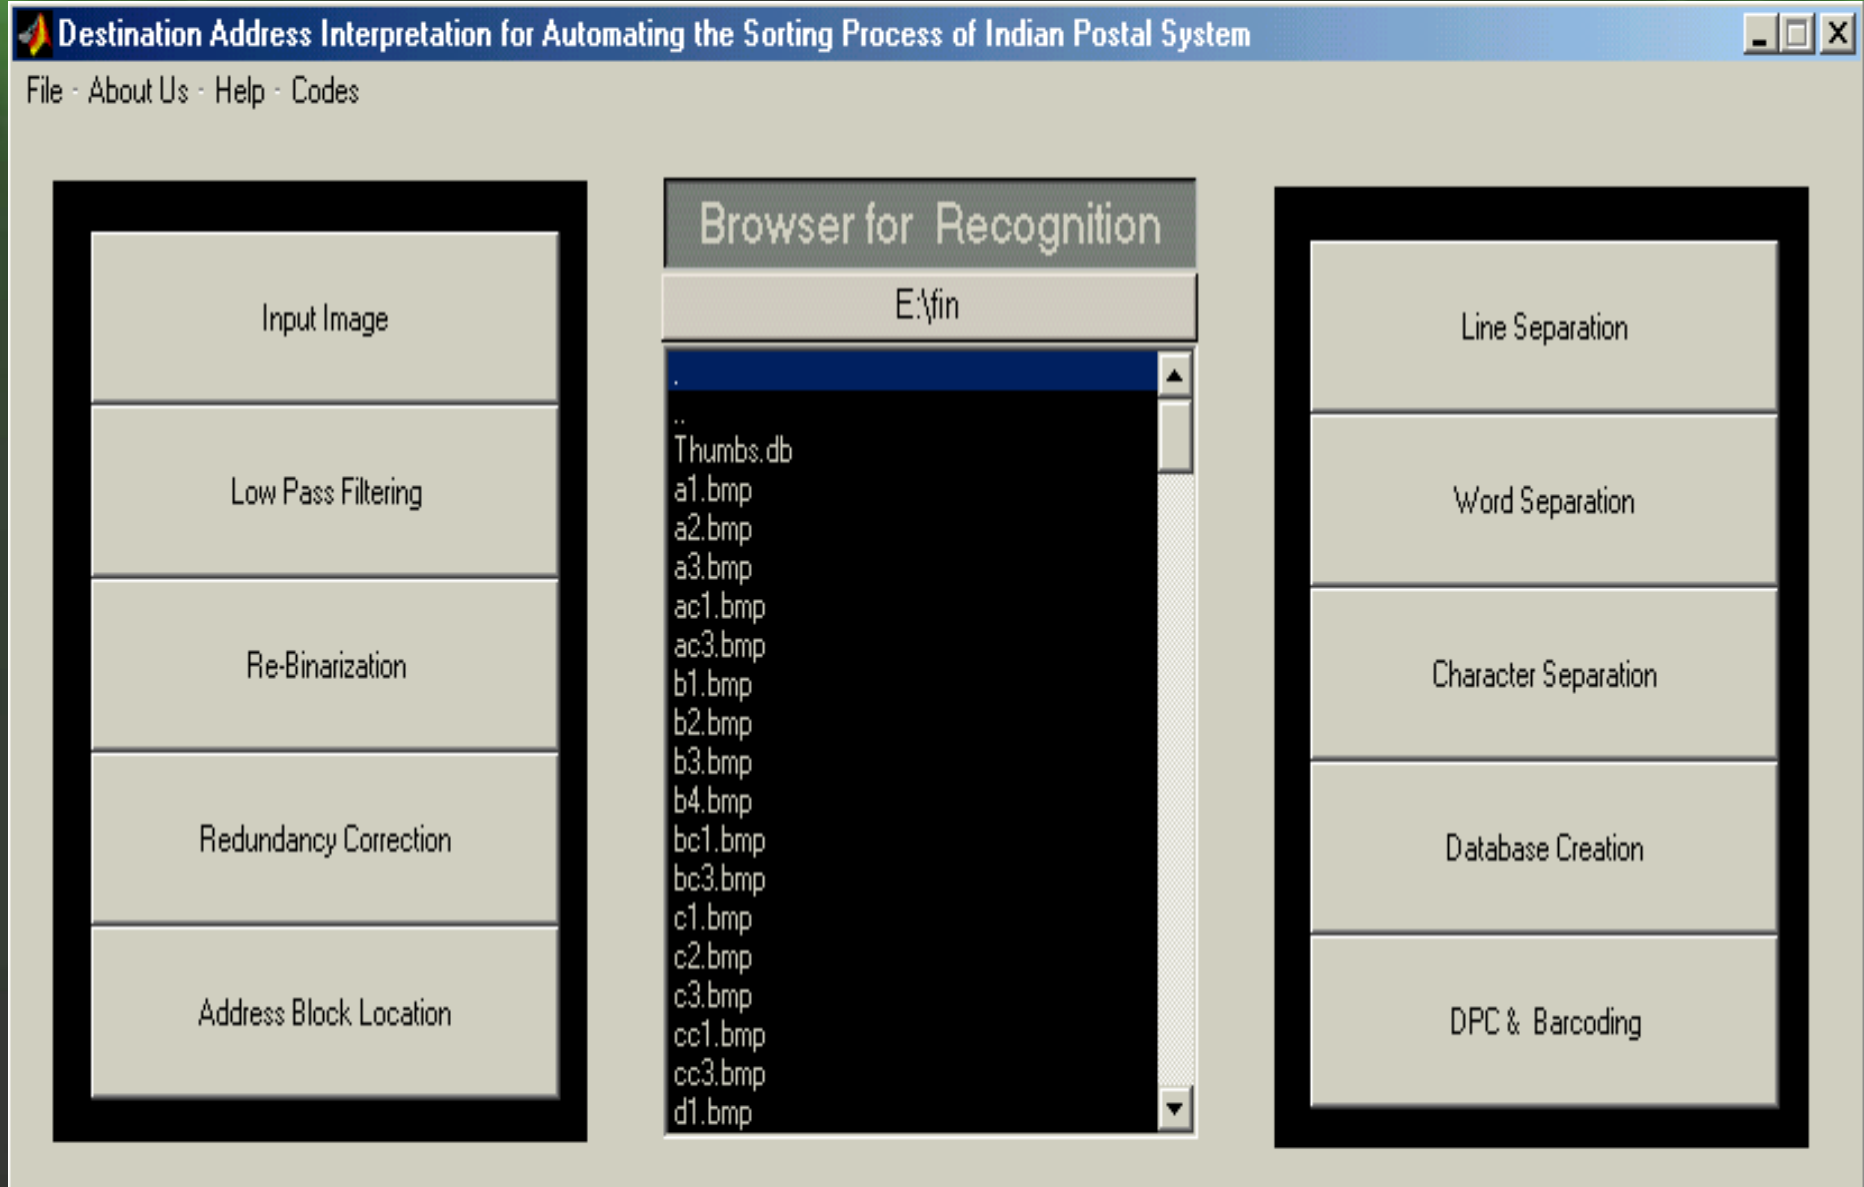 Destination Address Interpretation for Automating the Sorting Process of Indian Postal System
File - About Us - Help - Codes
Input Image
Low Pass Filtering
Re-Binarization
Redundancy Correction
Address Block Location
Browser for Recognition
E:\fin
.
..
Thumbs.db
a1.bmp
a2.bmp
a3.bmp
ac1.bmp
ac3.bmp
b1.bmp
b2.bmp
b3.bmp
b4.bmp
bc1.bmp
bc3.bmp
c1.bmp
c2.bmp
c3.bmp
cc1.bmp
cc3.bmp
d1.bmp
Line Separation
Word Separation
Character Separation
Database Creation
DPC & Barcoding